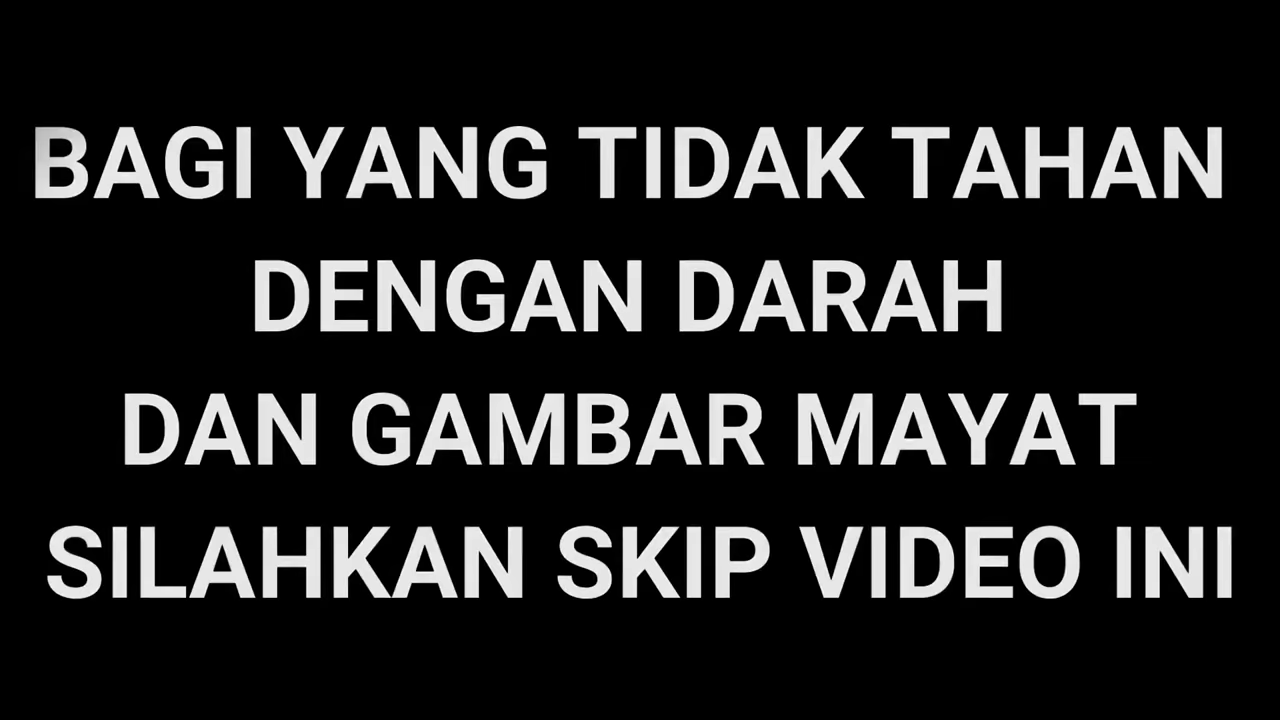 BAGI YANG TIDAK TAHAN
DENGAN DARAH
DAN GAMBAR MAYAT
SILAHKAN SKIP VIDEO INI